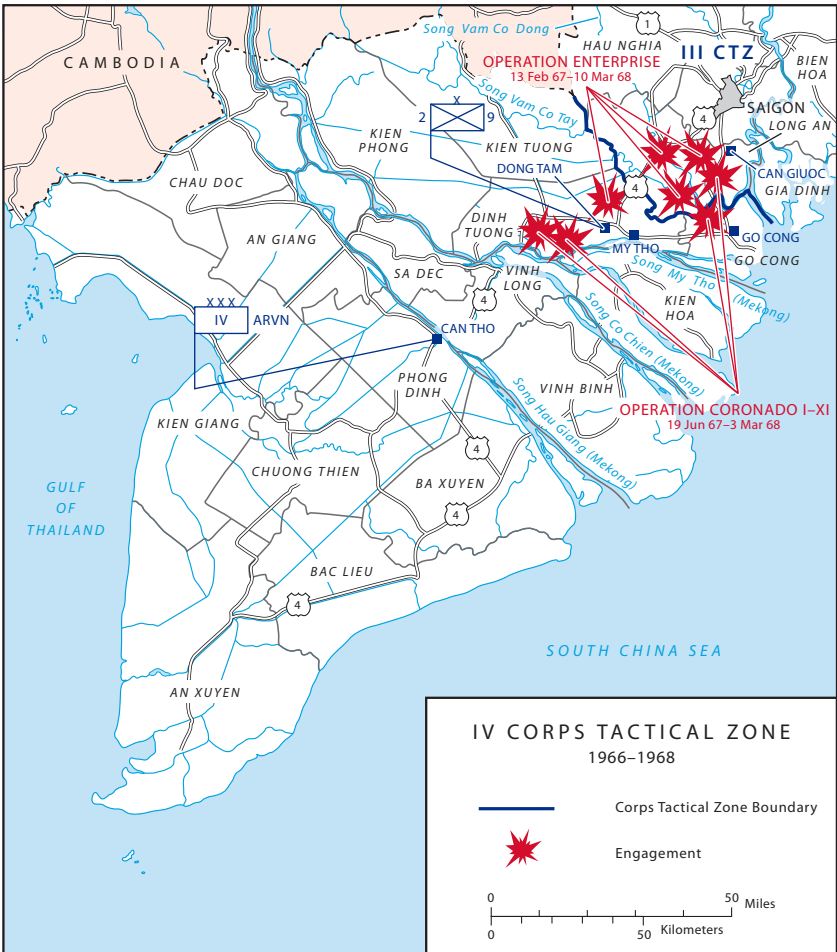 Song Vam Co Dong
1
HAU NGHIA
III CTZ
BIEN
HOA
CAMBODIA
OPERATION ENTERPRISE
13 Feb 67–10 Mar 68
Song Vam Co Tay
X
2
9
4
SAIGON
LONG AN
KIEN
PHONG
KIEN TUONG
DONG TAM
4
CAN GIUOC
GIA DINH
CHAU DOC
DINH
TUONG
AN GIANG
MY THO
GO CONG
GO CONG
SA DEC
VINH
LONG
Song My Tho (Mekong)
4
KIEN
HOA
XXX
IV
ARVN
CAN THO
Song Co Chien (Mekong)
PHONG
DINH
VINH BINH
Song Hau Giang (Mekong)
OPERATION CORONADO I–XI
19 Jun 67–3 Mar 68
KIEN GIANG
4
CHUONG THIEN
BA XUYEN
GULF
OF
THAILAND
4
BAC LIEU
4
SOUTH CHINA SEA
AN XUYEN
IV CORPS TACTICAL ZONE
1966–1968
Corps Tactical Zone Boundary
Engagement
0
50
Miles
0
50
Kilometers